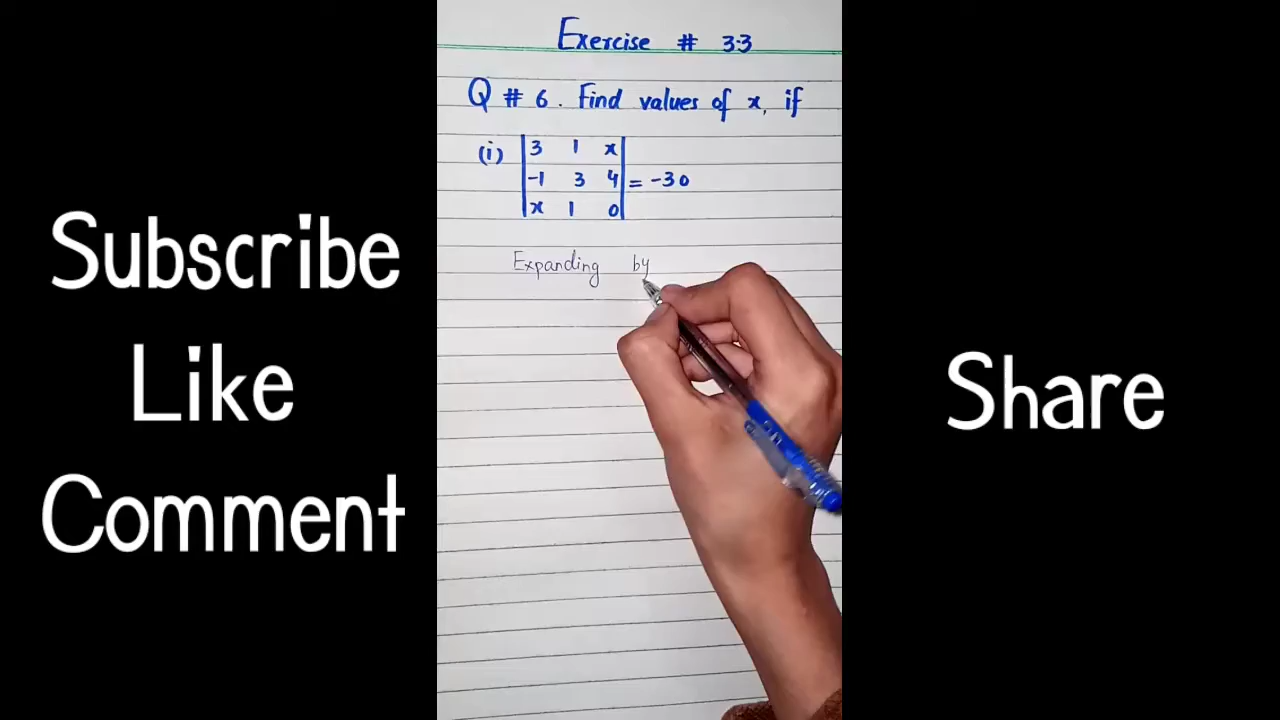 Subscribe
Like
Comment
Exercise # 3.3
Q # 6. Find values of x, if
(i) | 3 1 x |
| -1 3 4 | = -30
| x 1 0 |
Expanding by
Share